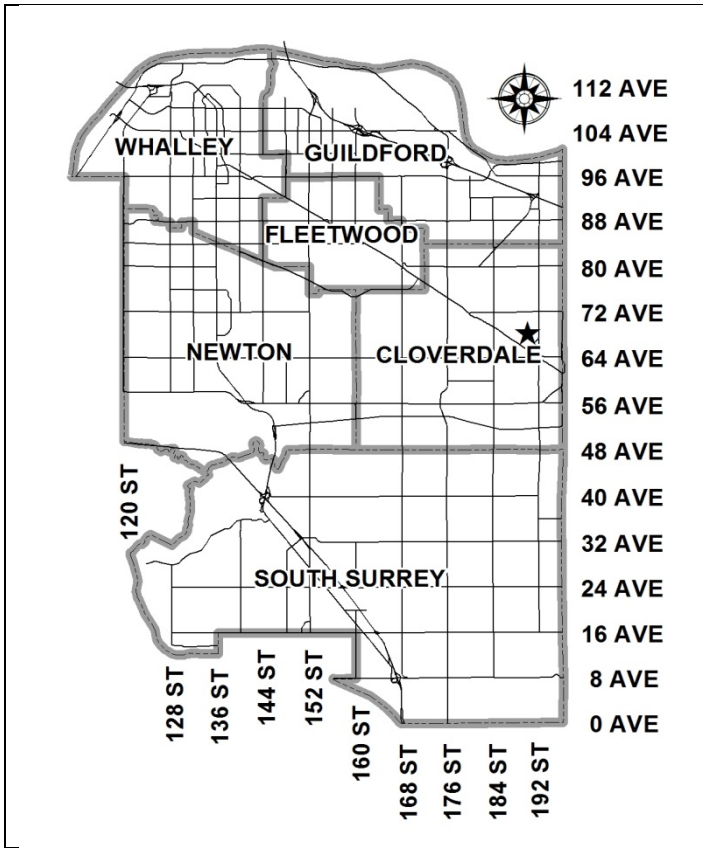 112 AVE
104 AVE
WHALLEY
GUILDFORD
96 AVE
88 AVE
FLEETWOOD
80 AVE
72 AVE
NEWTON
CLOVERDALE
64 AVE
56 AVE
48 AVE
120 ST
40 AVE
32 AVE
SOUTH SURREY
24 AVE
16 AVE
8 AVE
0 AVE
128 ST
136 ST
144 ST
152 ST
160 ST
168 ST
176 ST
184 ST
192 ST